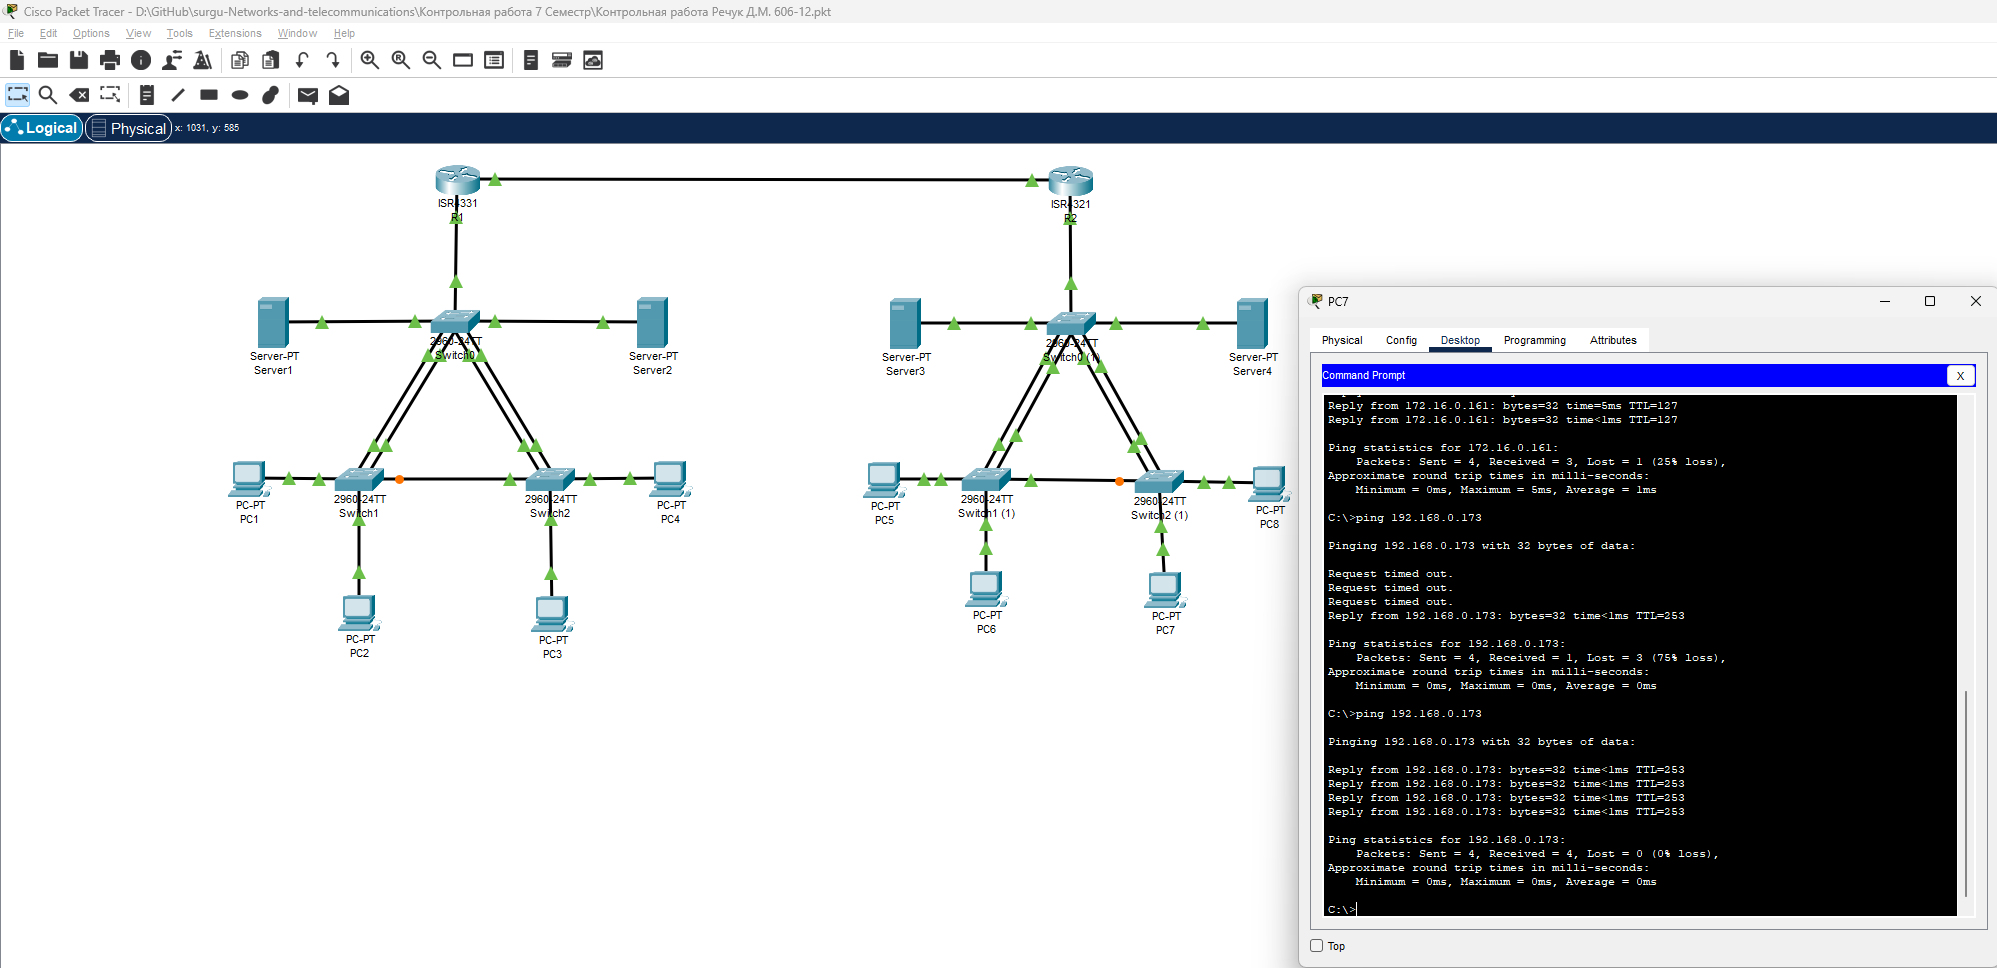 Cisco Packet Tracer - D:\GitHub\surgu-Networks-and-telecommunications\Контрольная работа 7 Семестр\Контрольная работа Речук Д.М. 606-12.pkt
File Edit Options View Tools Extensions Window Help
Logical Physical x: 1031, y: 585
ISR4331
R1
ISR4321
R2
Server-PT
Server1
2960-24TT
Switch0
Server-PT
Server2
Server-PT
Server3
2960-24TT
Switch0 (1)
Server-PT
Server4
PC-PT
PC1
2960-24TT
Switch1
2960-24TT
Switch2
PC-PT
PC4
PC-PT
PC5
2960-24TT
Switch1 (1)
2960-24TT
Switch2 (1)
PC-PT
PC8
PC-PT
PC2
PC-PT
PC3
PC-PT
PC6
PC-PT
PC7
PC7
Physical Config Desktop Programming Attributes
Command Prompt X
Reply from 172.16.0.161: bytes=32 time=5ms TTL=127
Reply from 172.16.0.161: bytes=32 time<1ms TTL=127
Ping statistics for 172.16.0.161:
Packets: Sent = 4, Received = 3, Lost = 1 (25% loss),
Approximate round trip times in milli-seconds:
Minimum = 0ms, Maximum = 5ms, Average = 1ms
C:\>ping 192.168.0.173
Pinging 192.168.0.173 with 32 bytes of data:
Request timed out.
Request timed out.
Request timed out.
Reply from 192.168.0.173: bytes=32 time<1ms TTL=253
Ping statistics for 192.168.0.173:
Packets: Sent = 4, Received = 1, Lost = 3 (75% loss),
Approximate round trip times in milli-seconds:
Minimum = 0ms, Maximum = 0ms, Average = 0ms
C:\>ping 192.168.0.173
Pinging 192.168.0.173 with 32 bytes of data:
Reply from 192.168.0.173: bytes=32 time<1ms TTL=253
Reply from 192.168.0.173: bytes=32 time<1ms TTL=253
Reply from 192.168.0.173: bytes=32 time<1ms TTL=253
Reply from 192.168.0.173: bytes=32 time<1ms TTL=253
Ping statistics for 192.168.0.173:
Packets: Sent = 4, Received = 4, Lost = 0 (0% loss),
Approximate round trip times in milli-seconds:
Minimum = 0ms, Maximum = 0ms, Average = 0ms
C:\>
Top